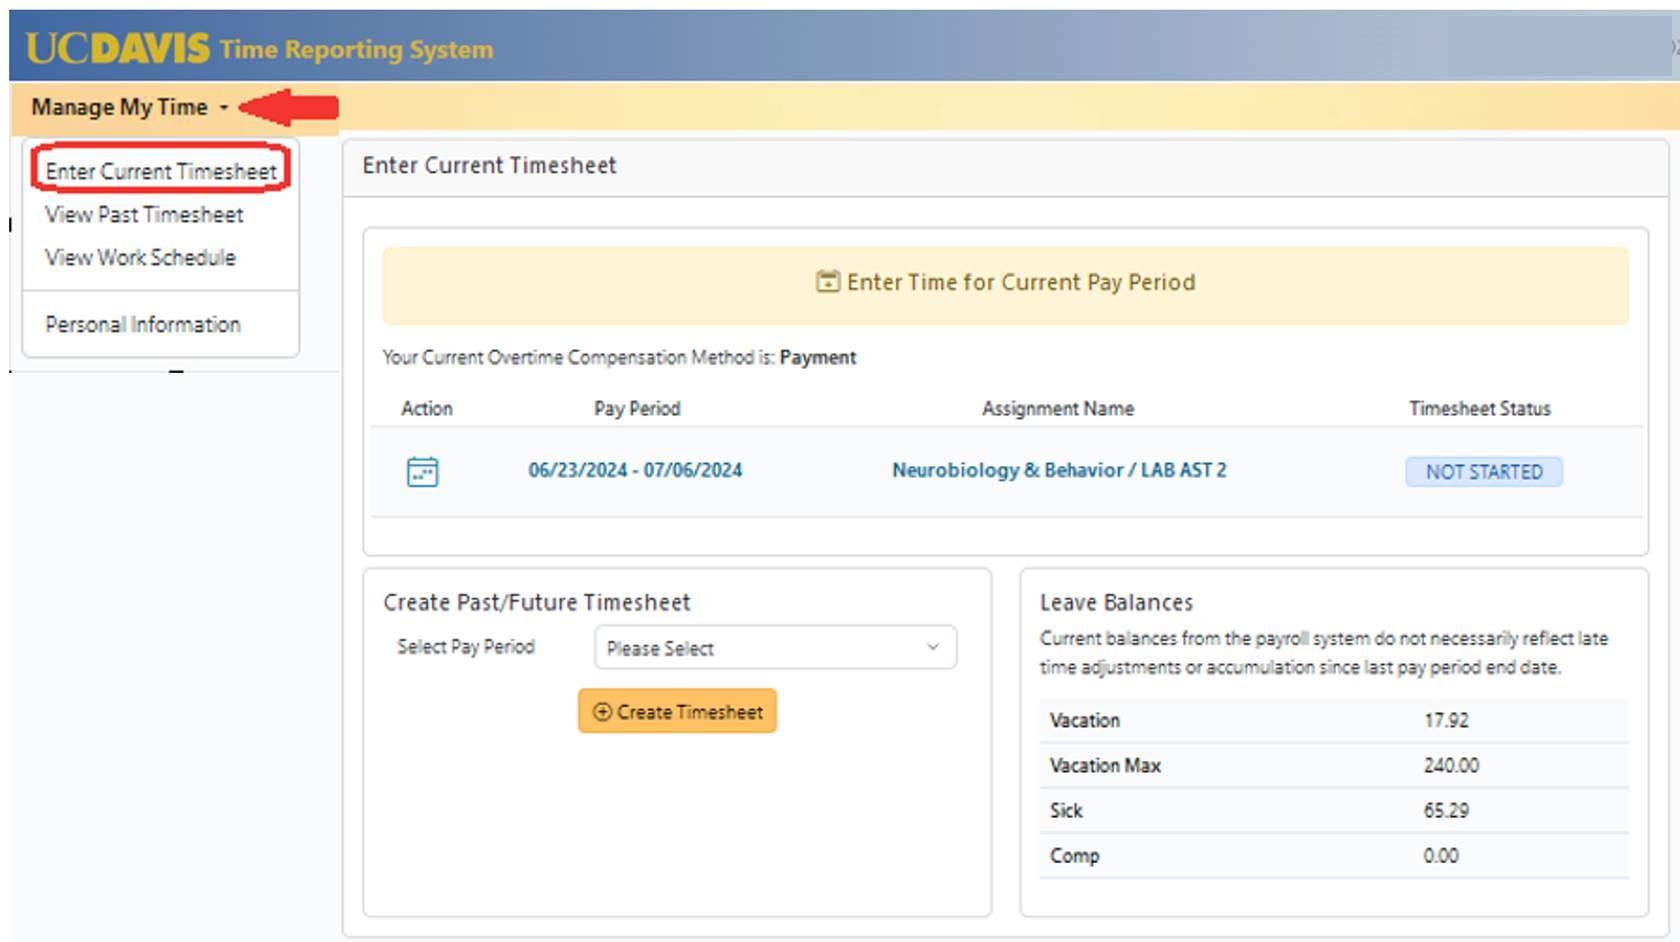 UCDAVIS Time Reporting System
Manage My Time
Enter Current Timesheet
View Past Timesheet
View Work Schedule
Personal Information
Enter Current Timesheet
Enter Time for Current Pay Period
Your Current Overtime Compensation Method is: Payment
Action Pay Period Assignment Name Timesheet Status
06/23/2024 - 07/06/2024 Neurobiology & Behavior / LAB AST 2 NOT STARTED
Create Past/Future Timesheet
Select Pay Period Please Select
Create Timesheet
Leave Balances
Current balances from the payroll system do not necessarily reflect late
time adjustments or accumulation since last pay period end date.
Vacation 17.92
Vacation Max 240.00
Sick 65.29
Comp 0.00